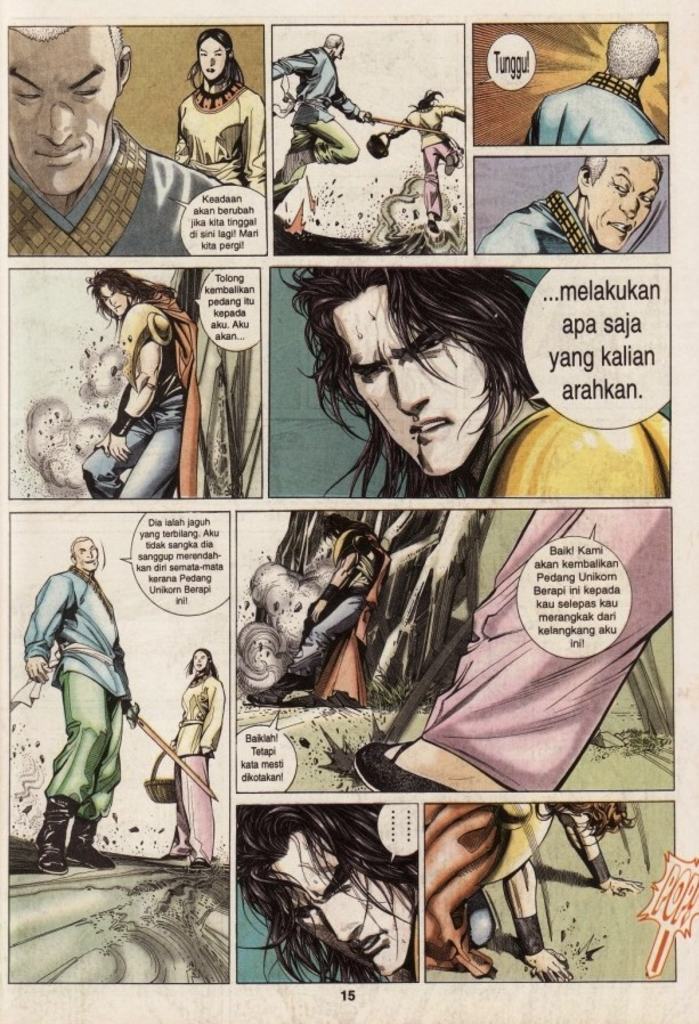 Keadaan
akan berubah
jika kita tinggal
di sini lagi! Mari
kita pergi!
Tunggu!
Tolong
kembalikan
pedang itu
kepada
aku. Aku
akan...
...melakukan
apa saja
yang kalian
arahkan.
Dia ialah jaguh
yang terbilang. Aku
tidak sangka dia
sanggup merendah-
kan diri semata-mata
kerana Pedang
Unikorn Berapi
ini!
Baik! Kami
akan kembalikan
Pedang Unikorn
Berapi ini kepada
kau selepas kau
merangkak dari
kelangkang aku
ini!
Baiklah!
Tetapi
kata mesti
dikotakan!
......
15